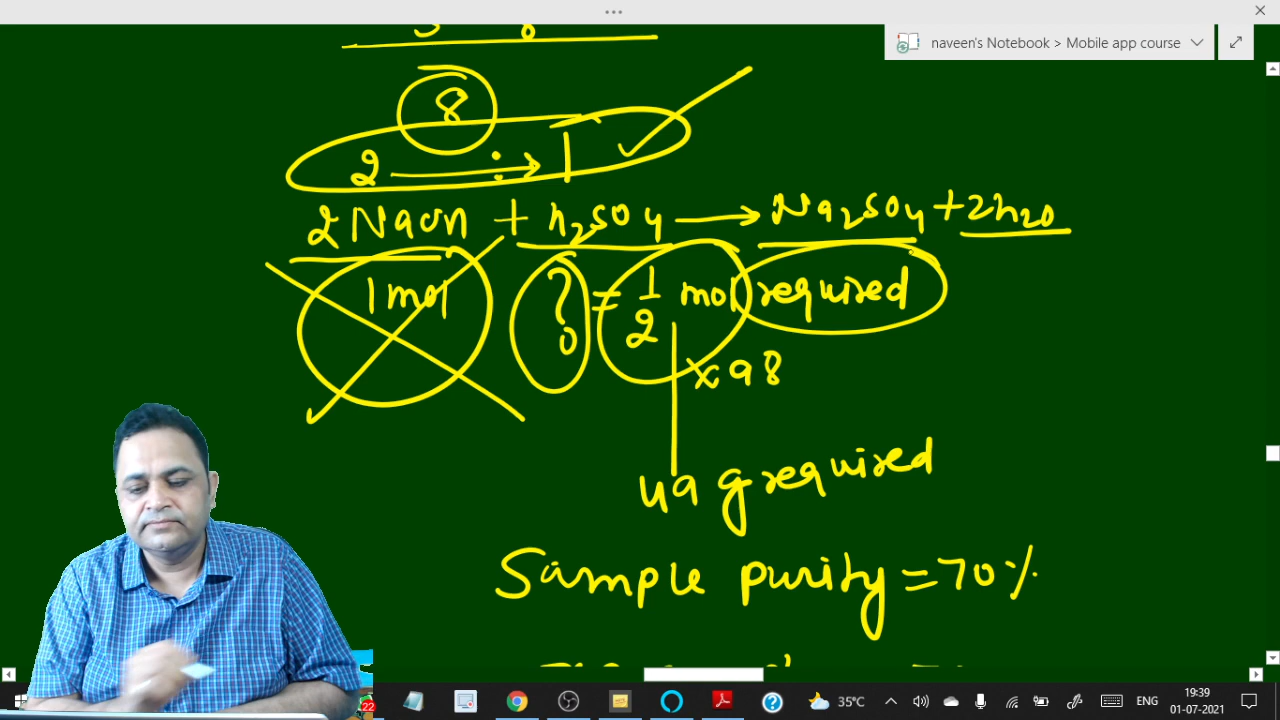 naveen's Notebook > Mobile app course
8
2 : → 1 ✓
2NaOH + H₂SO₄ → Na₂SO₄ + 2H₂O
1 mol ? = 1/2 mol required
x 98
49 g required
Sample purity = 70%
22
35°C ENG 19:39
01-07-2021